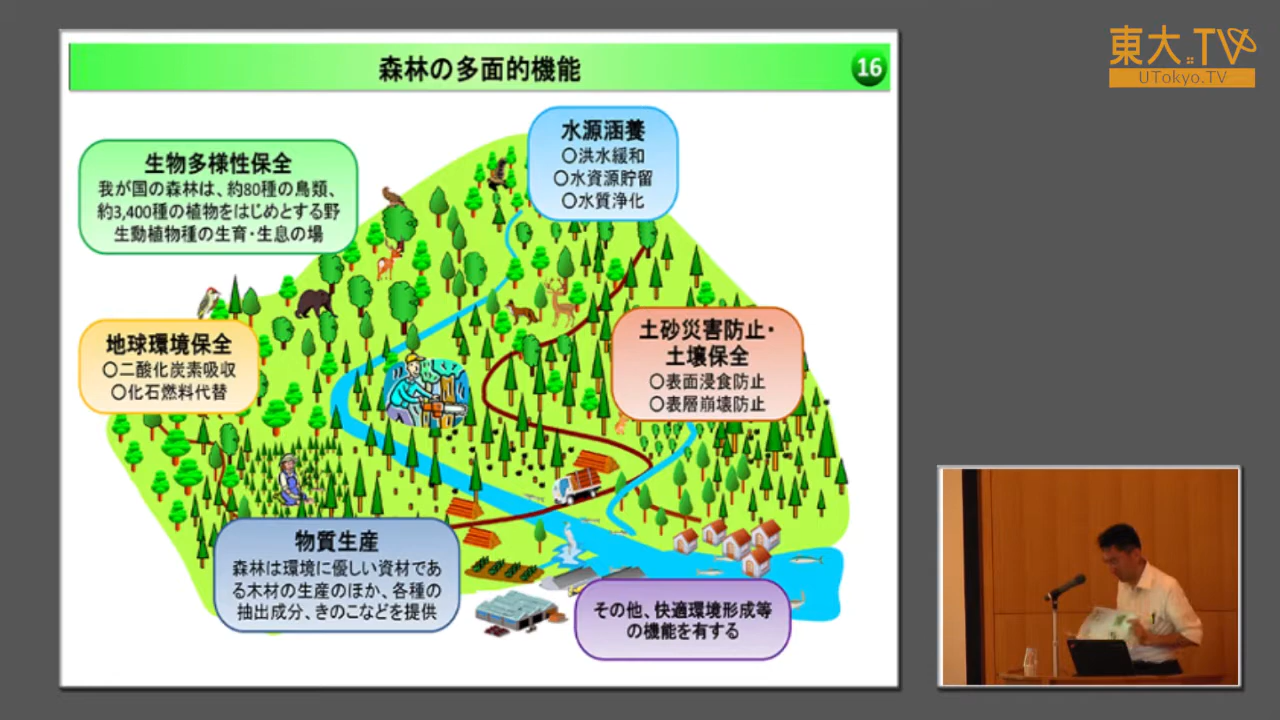 森林の多面的機能
16
東大.TV
UTokyo.TV
水源涵養
〇洪水緩和
〇水資源貯留
〇水質浄化
生物多様性保全
我が国の森林は、約80種の鳥類、
約3,400種の植物をはじめとする野
生動植物種の生育・生息の場
地球環境保全
〇二酸化炭素吸収
〇化石燃料代替
土砂災害防止・
土壌保全
〇表面浸食防止
〇表層崩壊防止
物質生産
森林は環境に優しい資材であ
る木材の生産のほか、各種の
抽出成分、きのこなどを提供
その他、快適環境形成等
の機能を有する